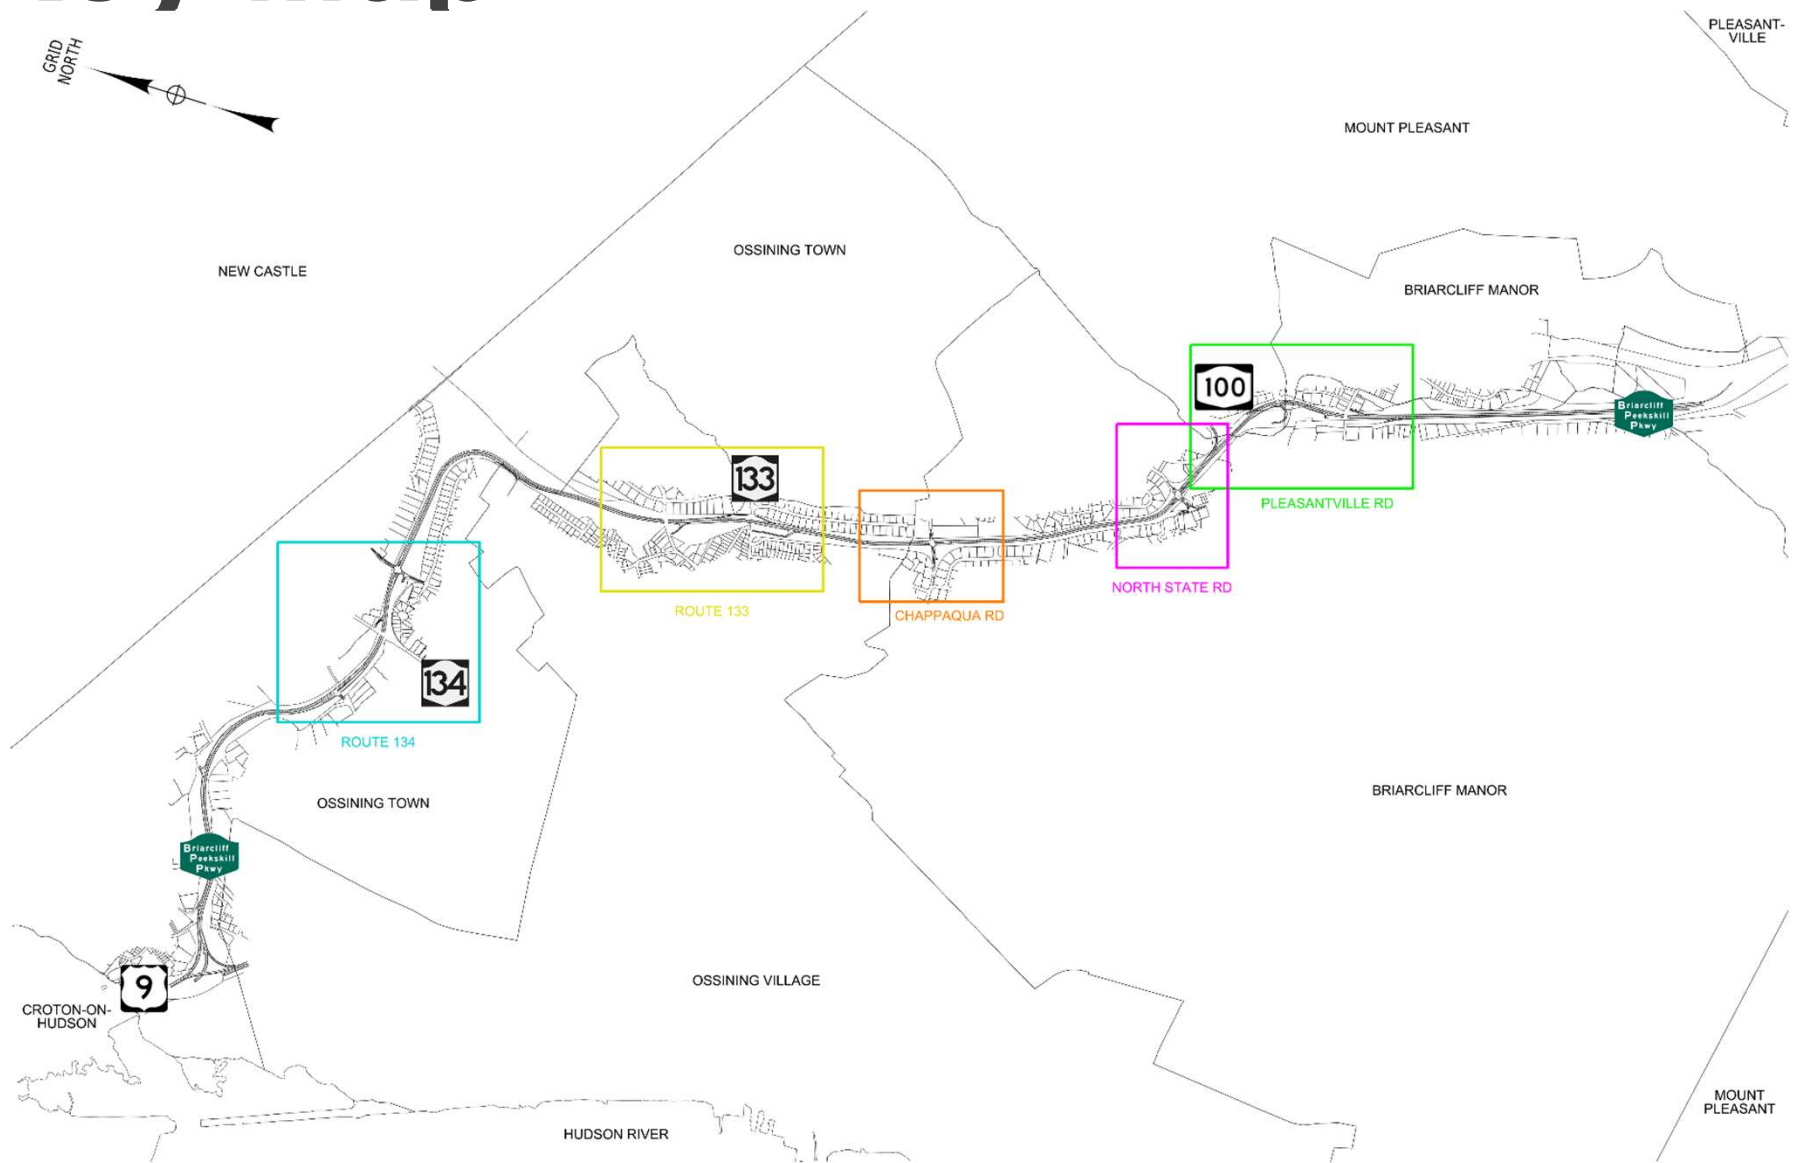 Key Map
PLEASANT-
VILLE
GRID
NORTH
MOUNT PLEASANT
OSSINING TOWN
NEW CASTLE
BRIARCLIFF MANOR
100
Briarcliff
Peekskill
Pkwy
133
PLEASANTVILLE RD
NORTH STATE RD
ROUTE 133
CHAPPAQUA RD
134
ROUTE 134
BRIARCLIFF MANOR
OSSINING TOWN
Briarcliff
Peekskill
Pkwy
OSSINING VILLAGE
9
CROTON-ON-
HUDSON
MOUNT
PLEASANT
HUDSON RIVER